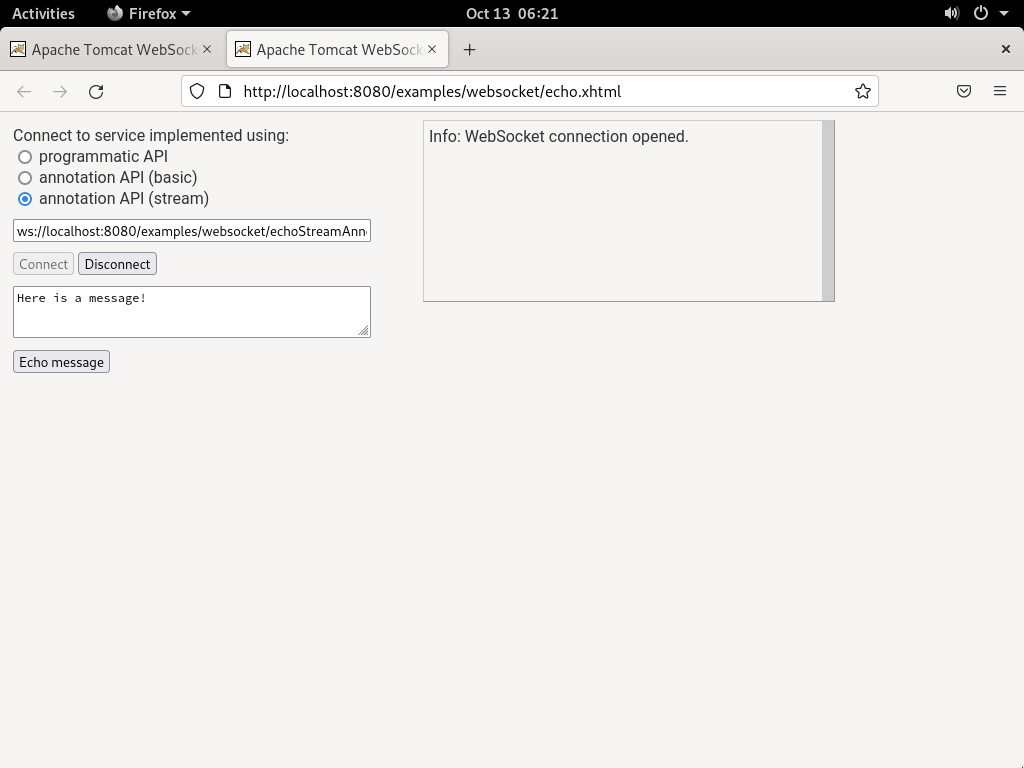 Activities
Firefox
Oct 13 06:21
Apache Tomcat WebSock
Apache Tomcat WebSock
http://localhost:8080/examples/websocket/echo.xhtml
Connect to service implemented using:
programmatic API
annotation API (basic)
annotation API (stream)
ws://localhost:8080/examples/websocket/echoStreamAnn
Connect
Disconnect
Here is a message!
Echo message
Info: WebSocket connection opened.